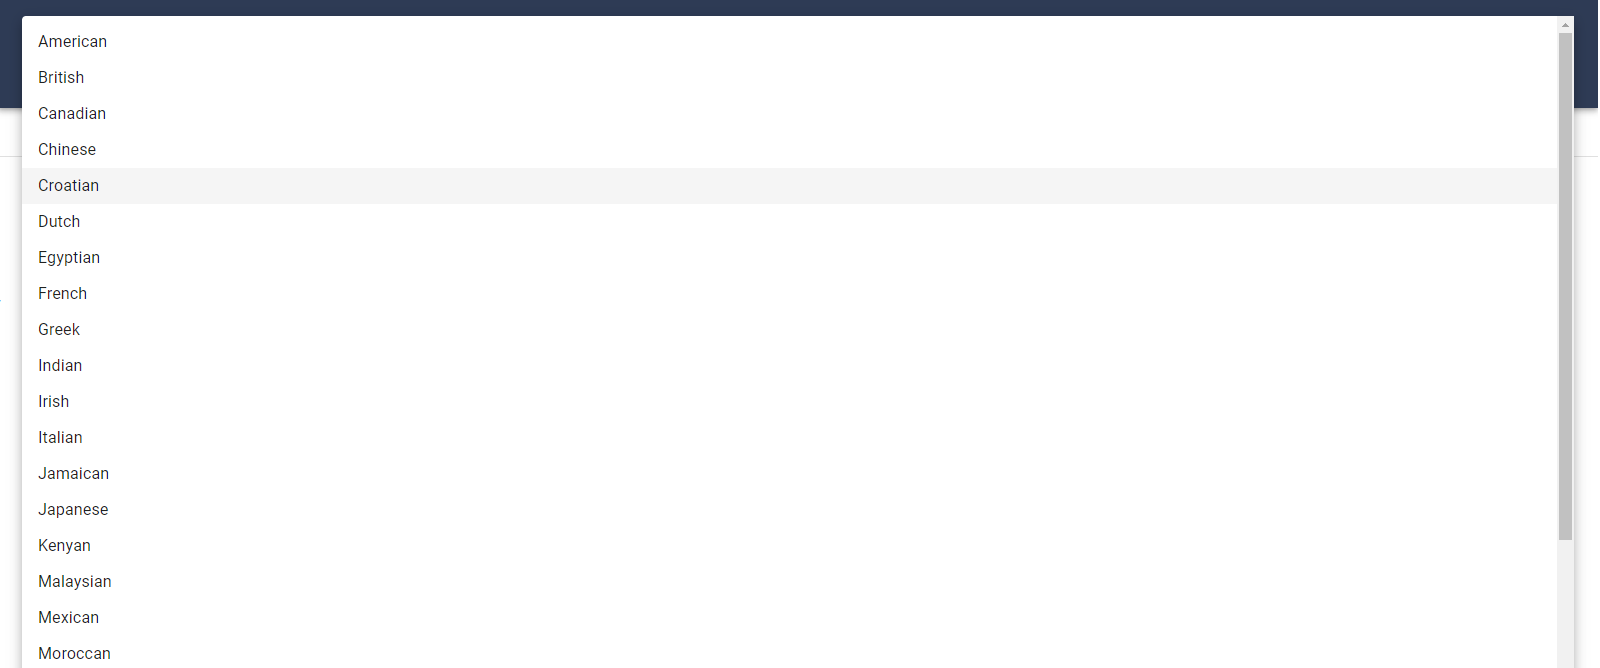 American
British
Canadian
Chinese
Croatian
Dutch
Egyptian
French
Greek
Indian
Irish
Italian
Jamaican
Japanese
Kenyan
Malaysian
Mexican
Moroccan